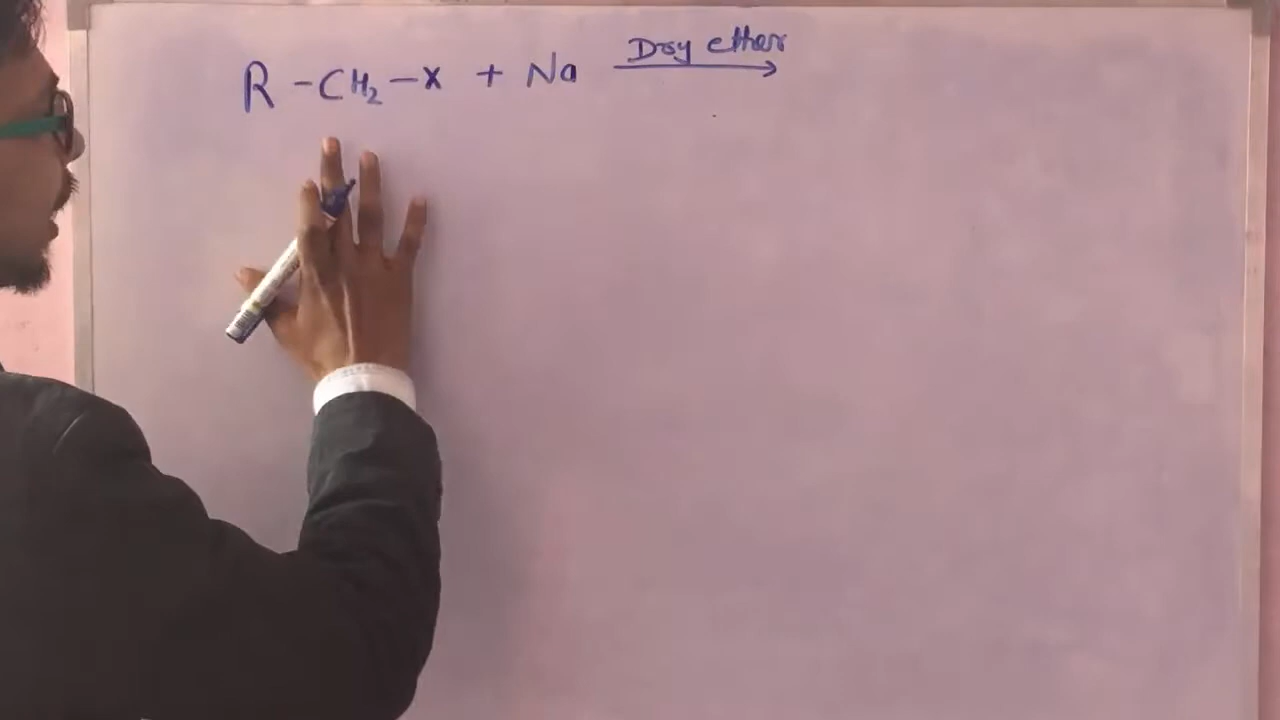 Dry ether
R-CH₂-X + Na ⟶